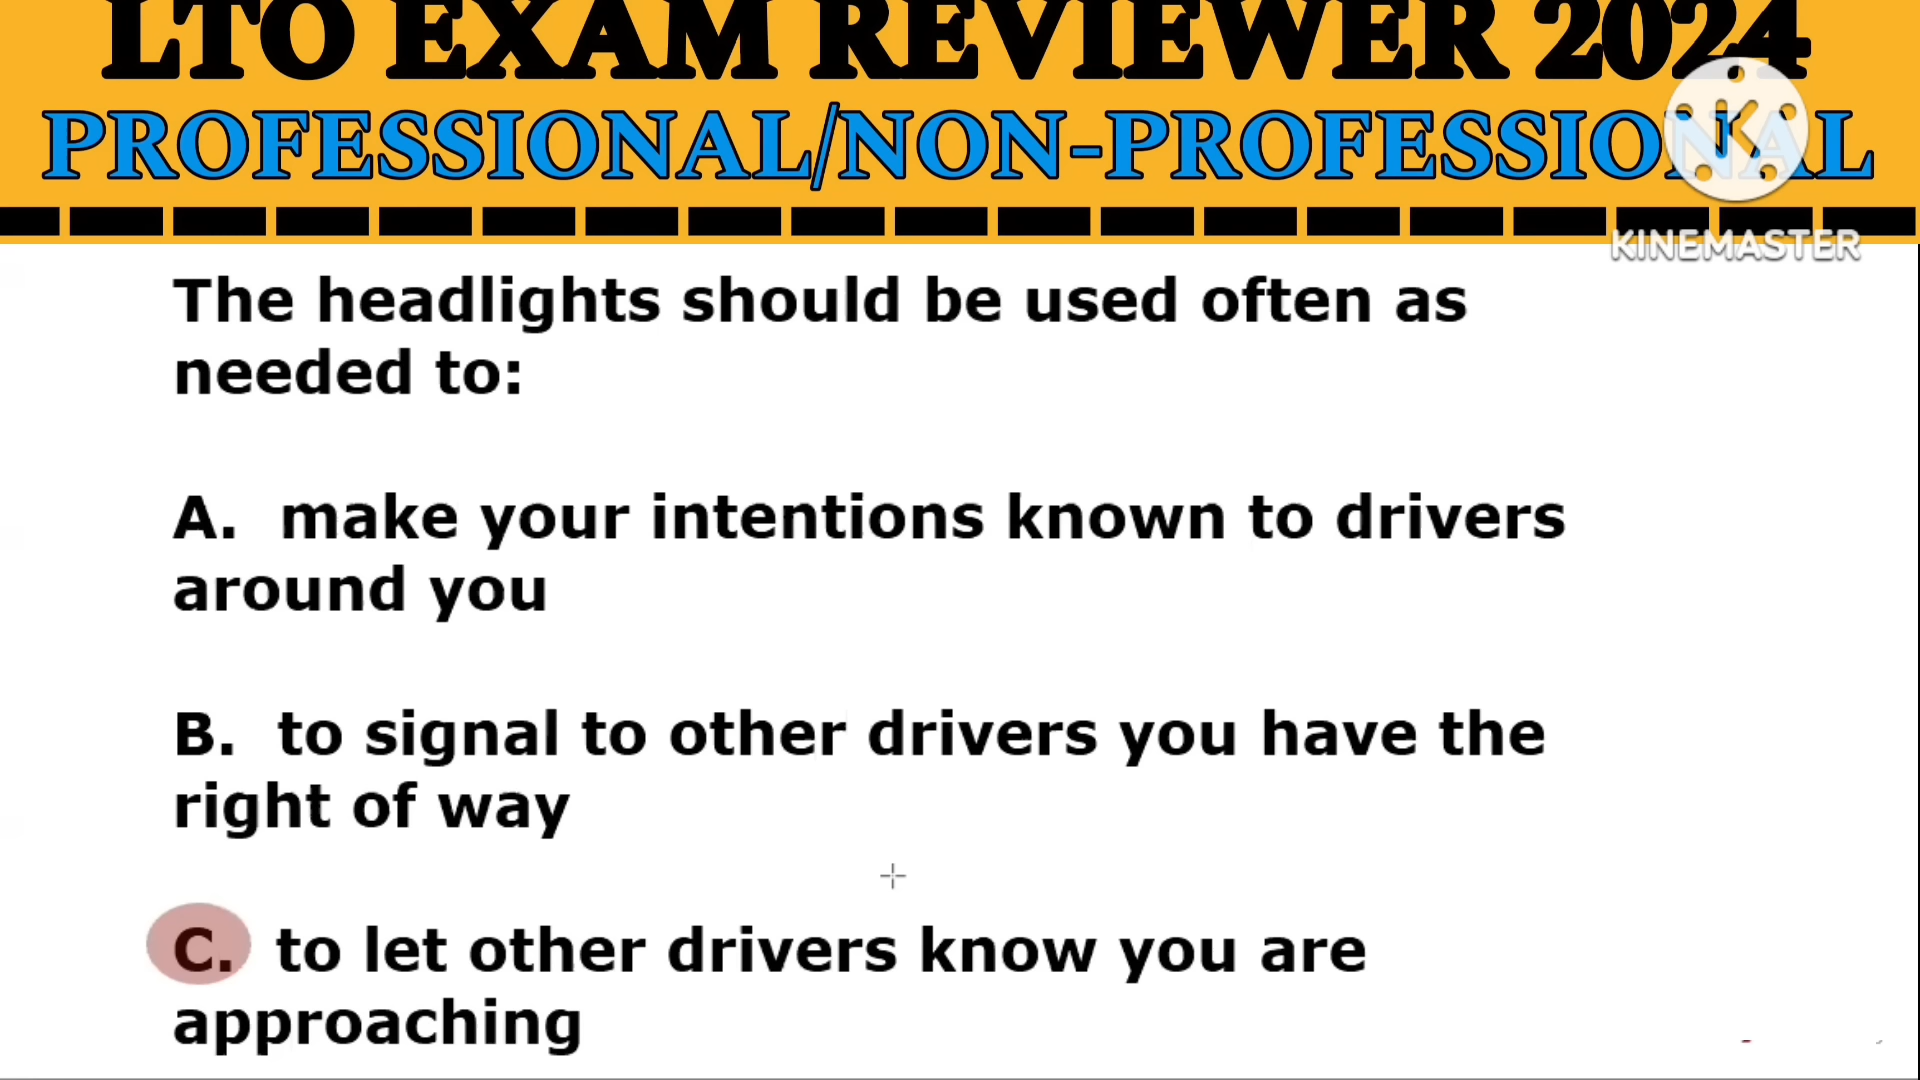 LTO EXAM REVIEWER 2024
PROFESSIONAL/NON-PROFESSIONAL
KINEMASTER
The headlights should be used often as
needed to:
A. make your intentions known to drivers
around you
B. to signal to other drivers you have the
right of way
C. to let other drivers know you are
approaching